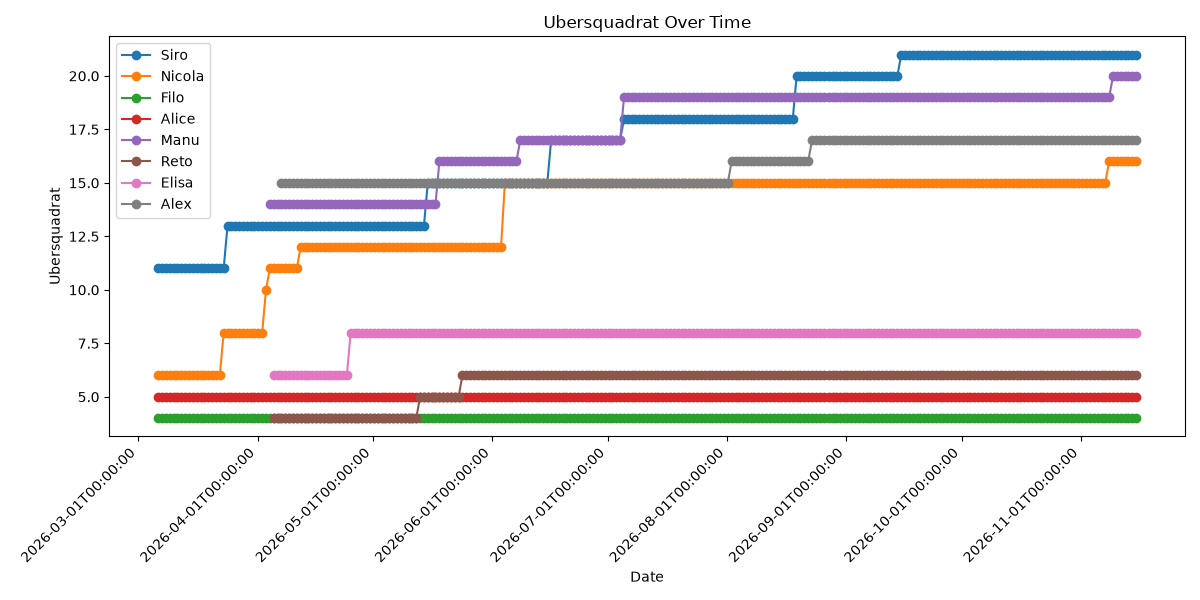 Ubersquadrat Over Time
Siro
Nicola
Filo
Alice
Manu
Reto
Elisa
Alex
Ubersquadrat
20.0
17.5
15.0
12.5
10.0
7.5
5.0
2026-03-01T00:00:00
2026-04-01T00:00:00
2026-05-01T00:00:00
2026-06-01T00:00:00
2026-07-01T00:00:00
2026-08-01T00:00:00
2026-09-01T00:00:00
2026-10-01T00:00:00
2026-11-01T00:00:00
Date